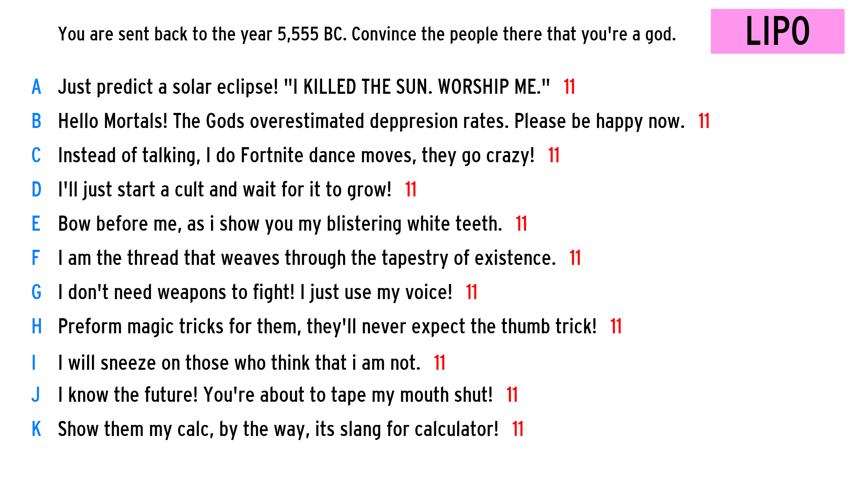 You are sent back to the year 5,555 BC. Convince the people there that you're a god.
LIPO
A Just predict a solar eclipse! "I KILLED THE SUN. WORSHIP ME." 11
B Hello Mortals! The Gods overestimated deppresion rates. Please be happy now. 11
C Instead of talking, I do Fortnite dance moves, they go crazy! 11
D I'll just start a cult and wait for it to grow! 11
E Bow before me, as i show you my blistering white teeth. 11
F I am the thread that weaves through the tapestry of existence. 11
G I don't need weapons to fight! I just use my voice! 11
H Preform magic tricks for them, they'll never expect the thumb trick! 11
I I will sneeze on those who think that i am not. 11
J I know the future! You're about to tape my mouth shut! 11
K Show them my calc, by the way, its slang for calculator! 11